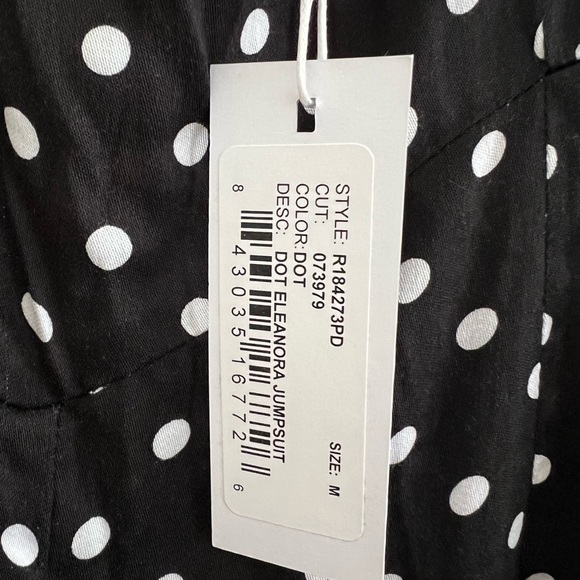 STYLE: R184273PD SIZE: M
CUT: 073979
COLOR: DOT
DESC: DOT ELEANORA JUMPSUIT
8 43035 16772 6